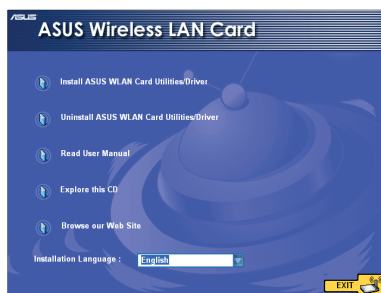 ASUS
ASUS Wireless LAN Card
Install ASUS WLAN Card Utilities/Driver
Uninstall ASUS WLAN Card Utilities/Driver
Read User Manual
Explore this CD
Browse our Web Site
Installation Language : English
EXIT